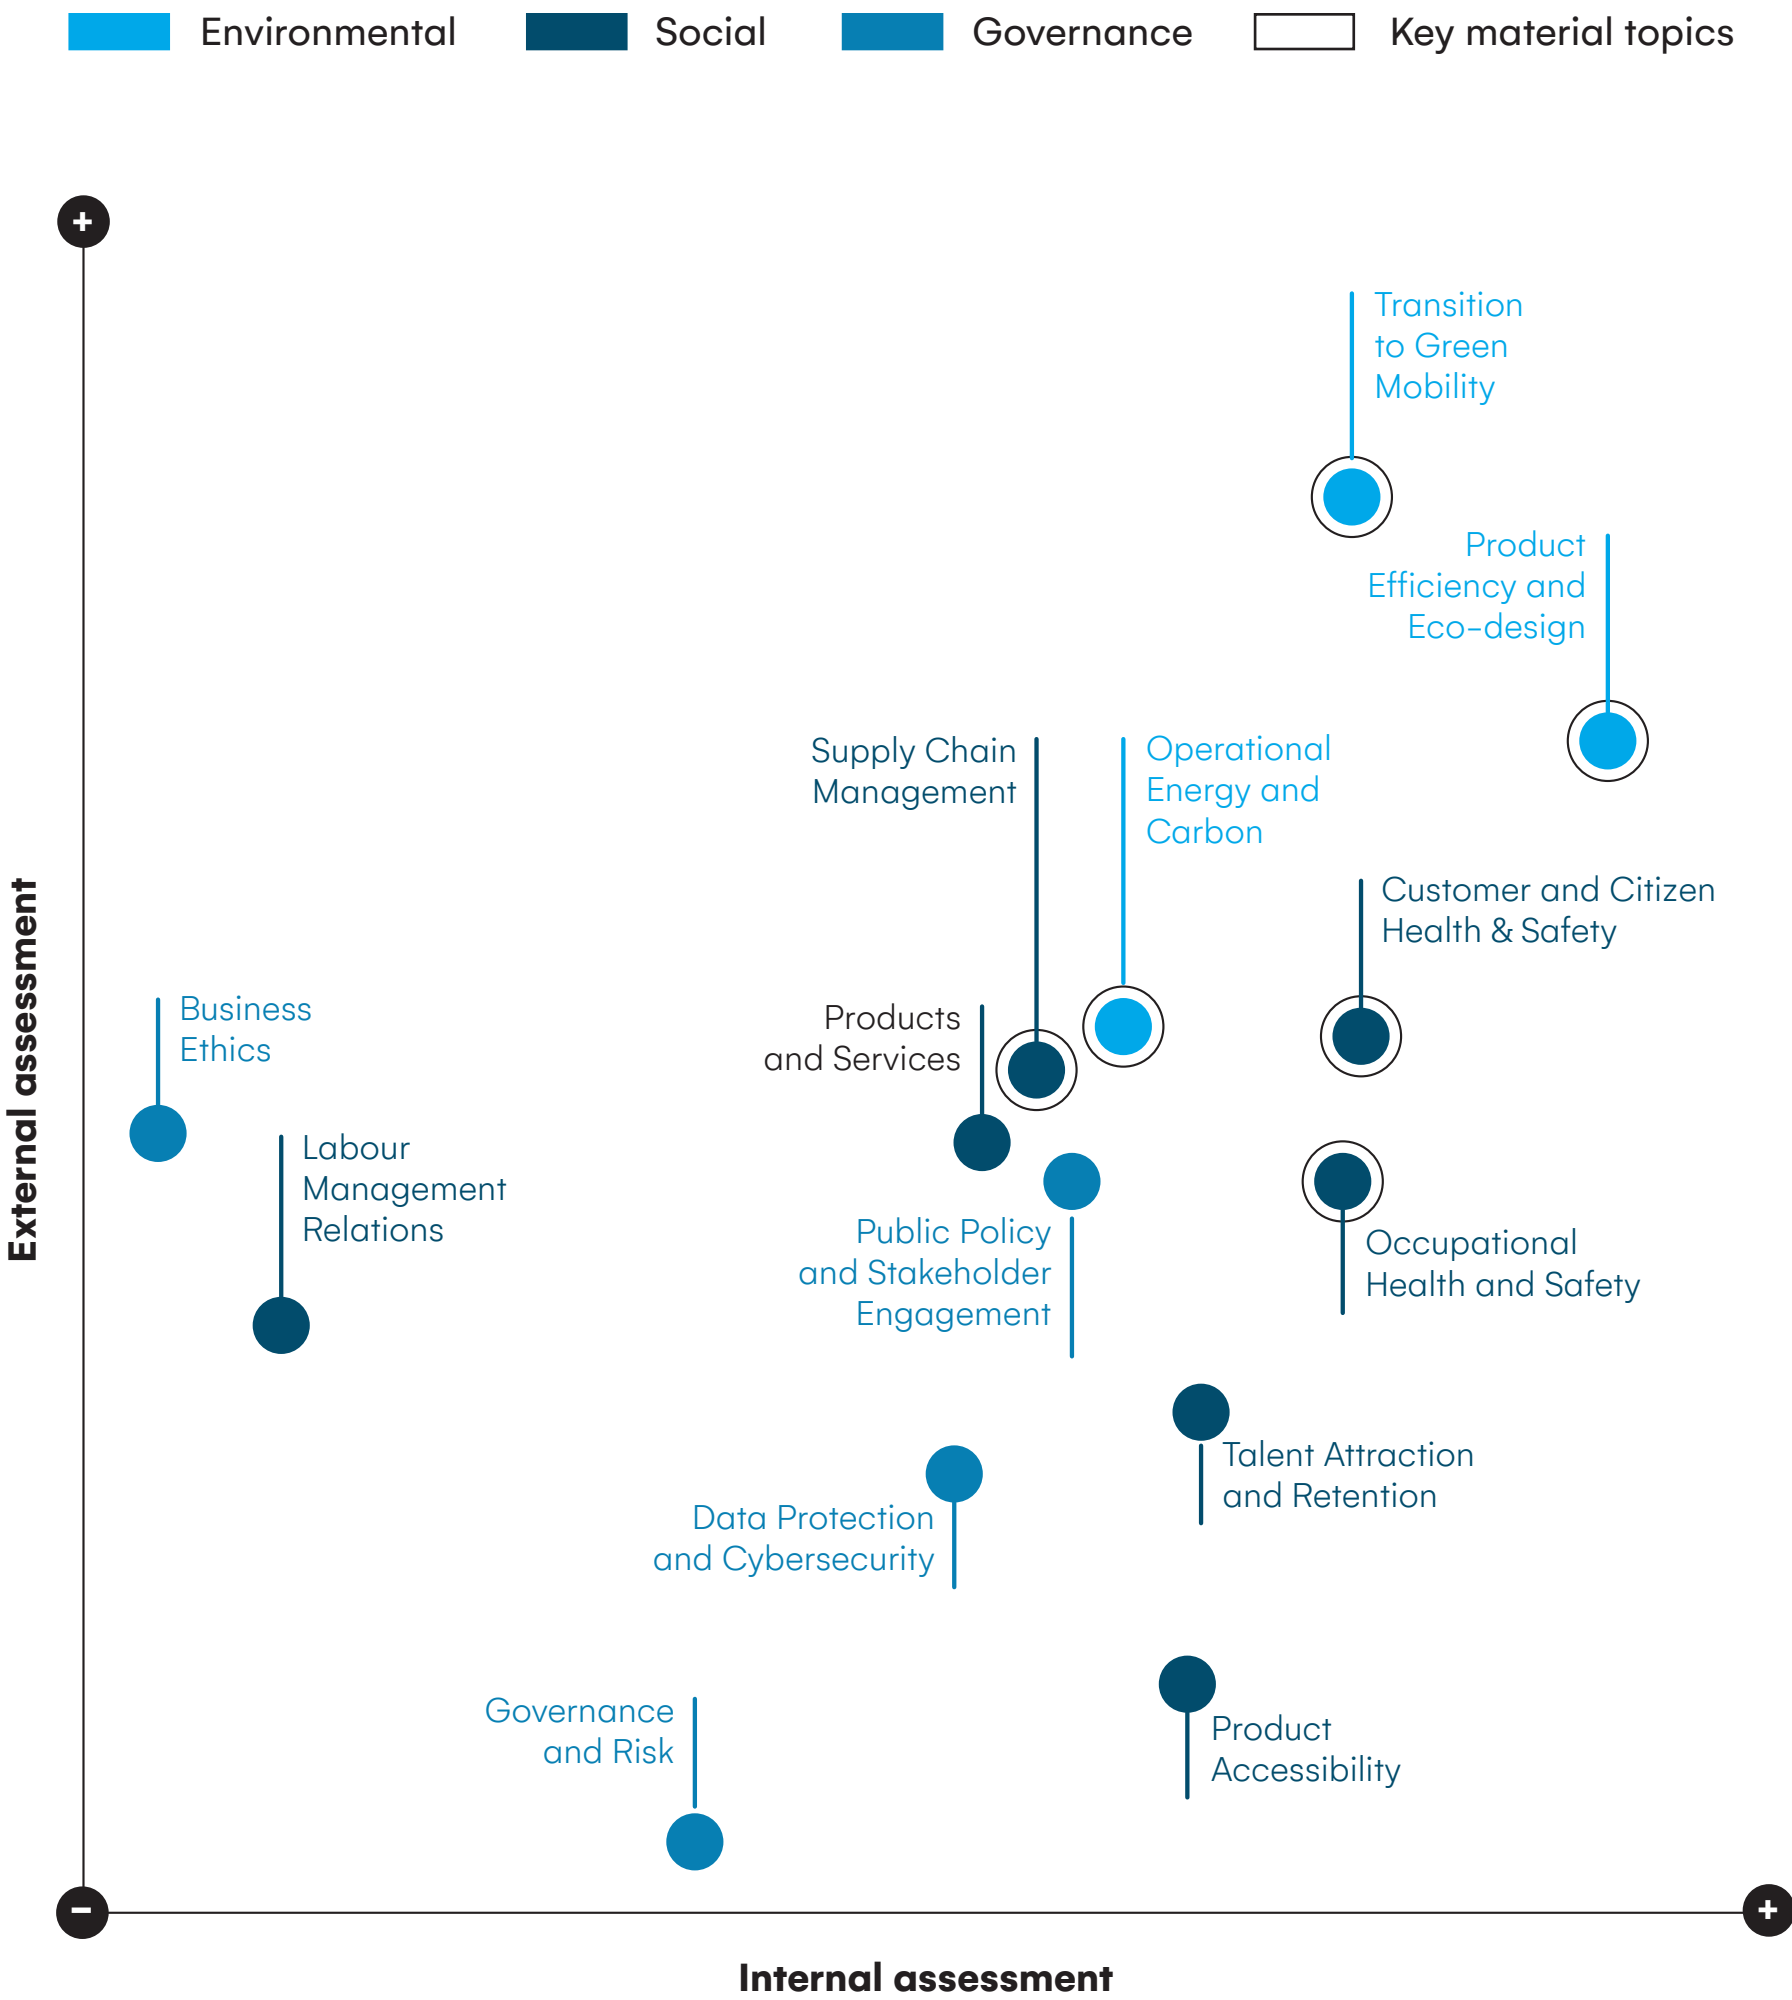 Environmental
Social
Governance
Key material topics
+
Transition
to Green
Mobility
Product
Efficiency and
Eco-design
Supply Chain
Management
Operational
Energy and
Carbon
Customer and Citizen
Health & Safety
Business
Ethics
Products
and Services
Labour
Management
Relations
Public Policy
and Stakeholder
Engagement
Occupational
Health and Safety
Talent Attraction
and Retention
Data Protection
and Cybersecurity
Governance
and Risk
Product
Accessibility
External assessment
−
+
Internal assessment